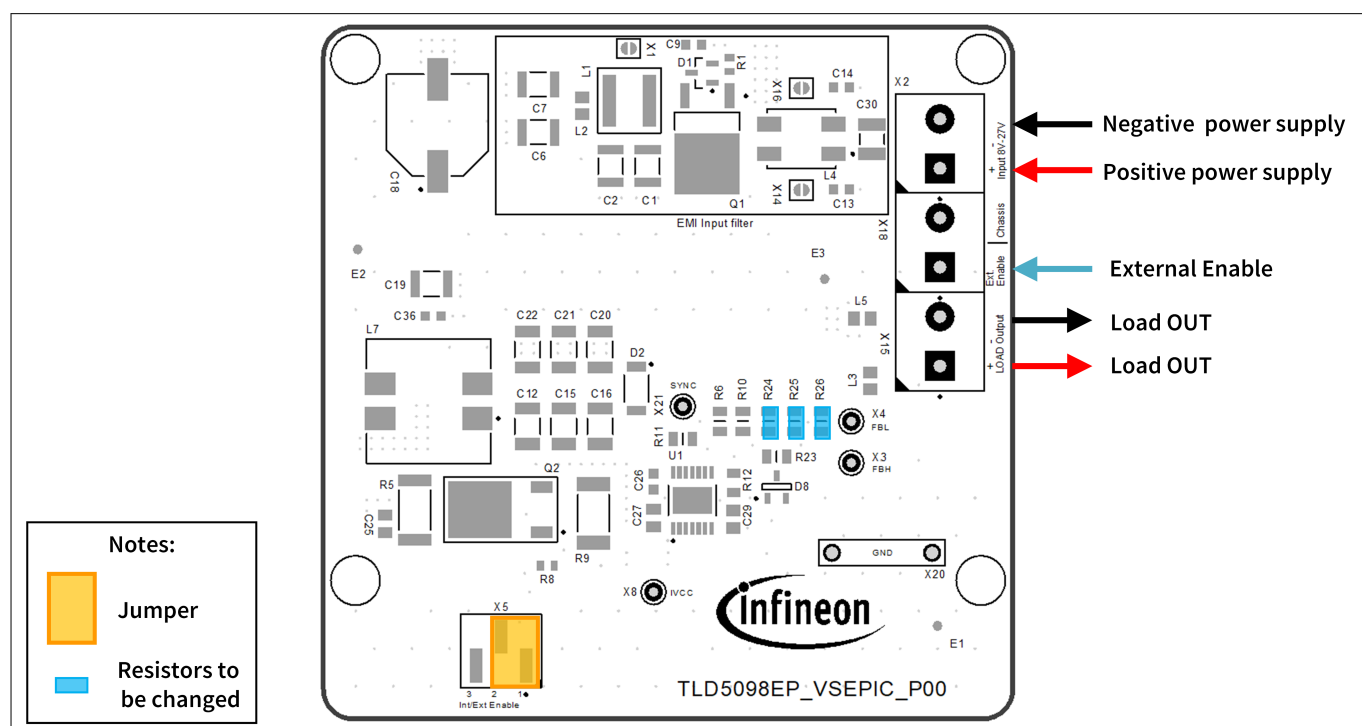 X1
C9
D1
R1
L1
C7
L2
C6
C2
C1
Q1
X16
C14
C30
X14
L4
C13
EMI Input filter
C18
X2
- 
Input 8V-27V
+
Negative power supply
Positive power supply
X18
Chassis
Ext.
Enable
External Enable
X15
-
LOAD Output
+
Load OUT
Load OUT
E2
E3
C19
C36
L5
L7
C22
C21
C20
D2
L3
C12
C15
C16
SYNC
X21
R6
R10
R24
R25
R26
X4
FBL
R11
U1
R23
X3
FBH
R5
Q2
C26
R12
D8
C25
C27
C29
R9
R8
GND
X20
X8
IVCC
infineon
E1
X5
3
2
1
Int/Ext Enable
TLD5098EP_VSEPIC_P00
Notes:
Jumper
Resistors to
be changed